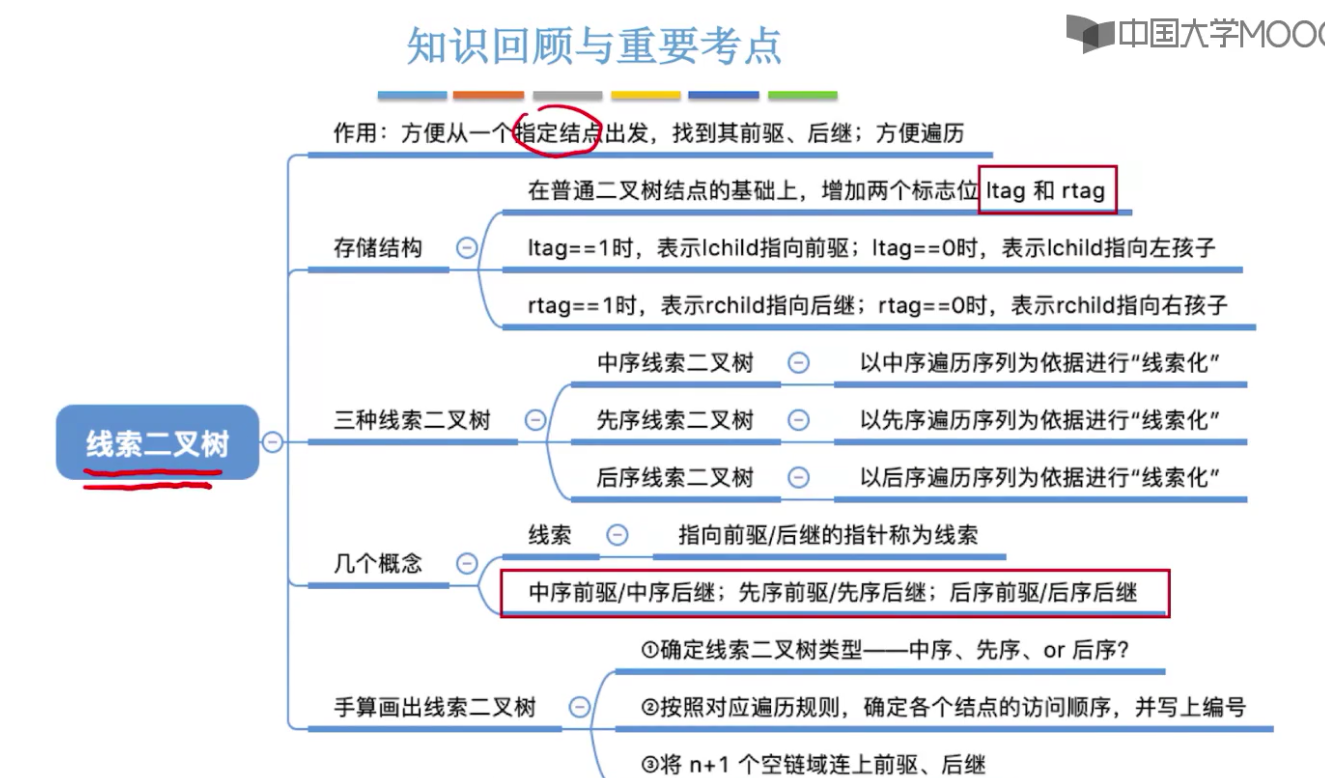 知识回顾与重要考点
中国大学MOOC
作用：方便从一个指定结点出发，找到其前驱、后继；方便遍历
在普通二叉树结点的基础上，增加两个标志位 ltag 和 rtag
存储结构
ltag==1时，表示lchild指向前驱；ltag==0时，表示lchild指向左孩子
rtag==1时，表示rchild指向后继；rtag==0时，表示rchild指向右孩子
中序线索二叉树 以中序遍历序列为依据进行“线索化”
三种线索二叉树 先序线索二叉树 以先序遍历序列为依据进行“线索化”
线索二叉树
后序线索二叉树 以后序遍历序列为依据进行“线索化”
线索 指向前驱/后继的指针称为线索
几个概念
中序前驱/中序后继；先序前驱/先序后继；后序前驱/后序后继
①确定线索二叉树类型——中序、先序、or 后序？
手算画出线索二叉树 ②按照对应遍历规则，确定各个结点的访问顺序，并写上编号
③将 n+1 个空链域连上前驱、后继